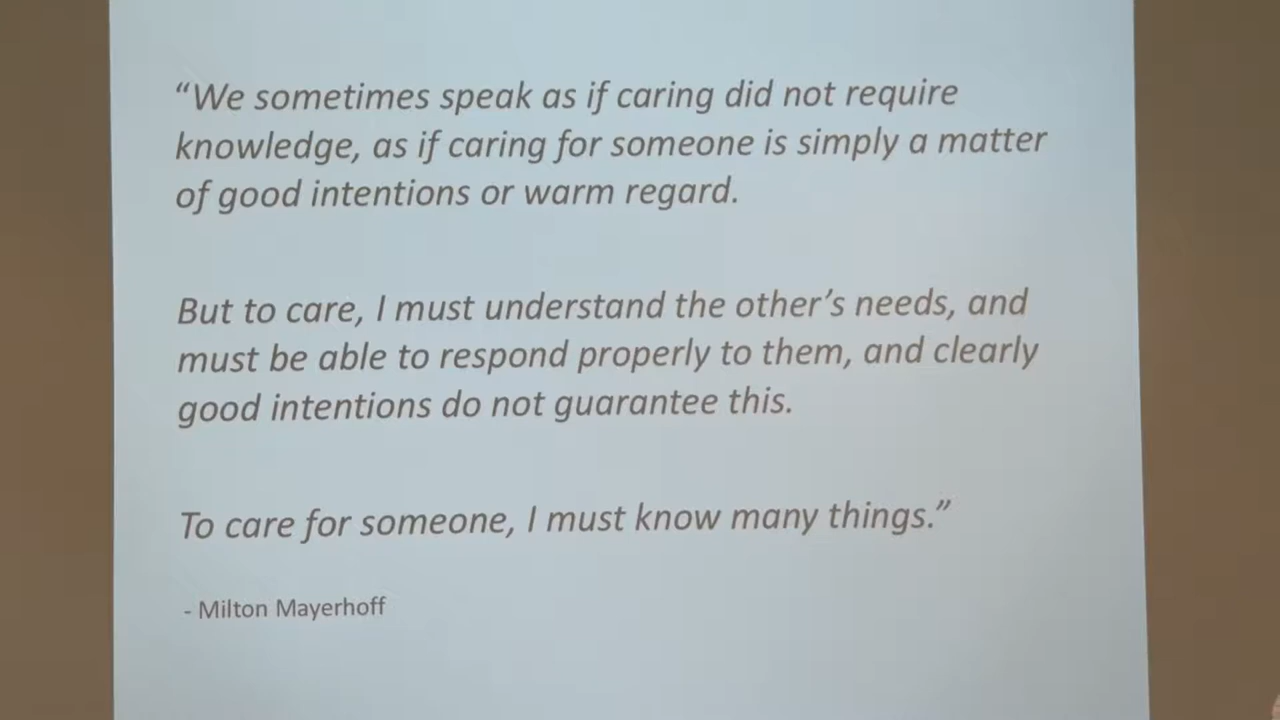 “We sometimes speak as if caring did not require
knowledge, as if caring for someone is simply a matter
of good intentions or warm regard.
But to care, I must understand the other’s needs, and
must be able to respond properly to them, and clearly
good intentions do not guarantee this.
To care for someone, I must know many things.”
- Milton Mayerhoff